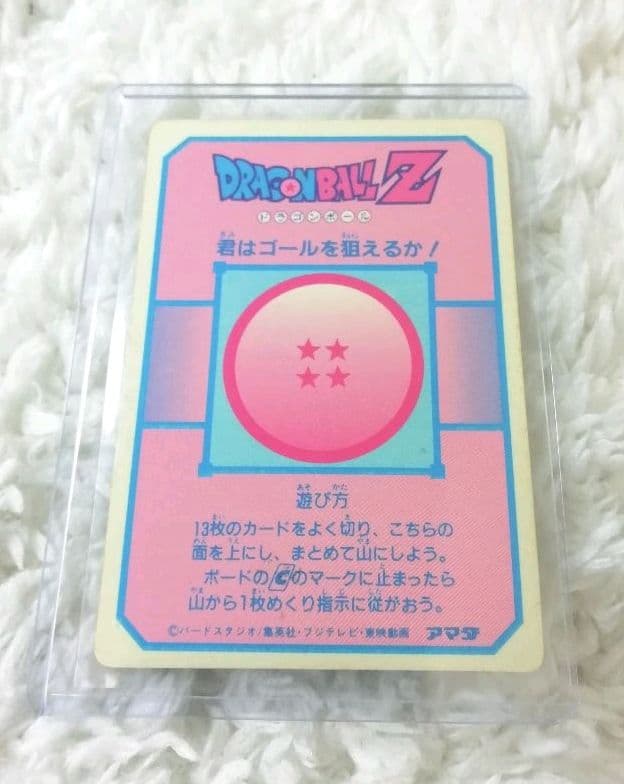 DRAGONBALL Z
ドラゴンボール
君はゴールを狙えるか!
遊び方
13枚のカードをよく切り、こちらの
面を上にし、まとめて山にしよう。
ボードのCのマークに止まったら
山から1枚めくり指示に従がおう。
©バードスタジオ/集英社・フジテレビ・東映動画 アマダ